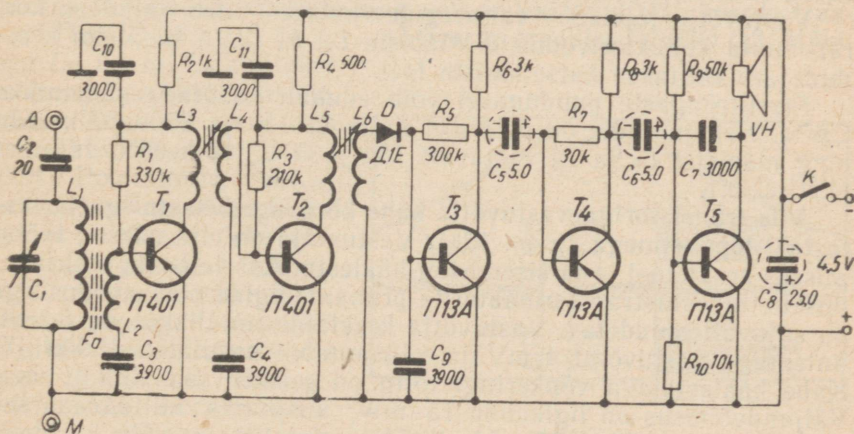 C10
3000
R2 1k
C11
3000
R4 500
R6 3k
R8 3k
R9 50k
VH
A
C2
20
L3
L4
L5
L6
D
Д1Е
R5
300k
C5 5,0
R7
30k
C6 5,0
C7 3000
K
-
L1
R1
330k
R3
210k
T1
T2
T3
T4
T5
C1
Fa
L2
П401
П401
П13А
П13А
П13А
-
+
C8
25,0
4,5V
+
C3
3900
C4
3900
C9
3900
R10 10k
M